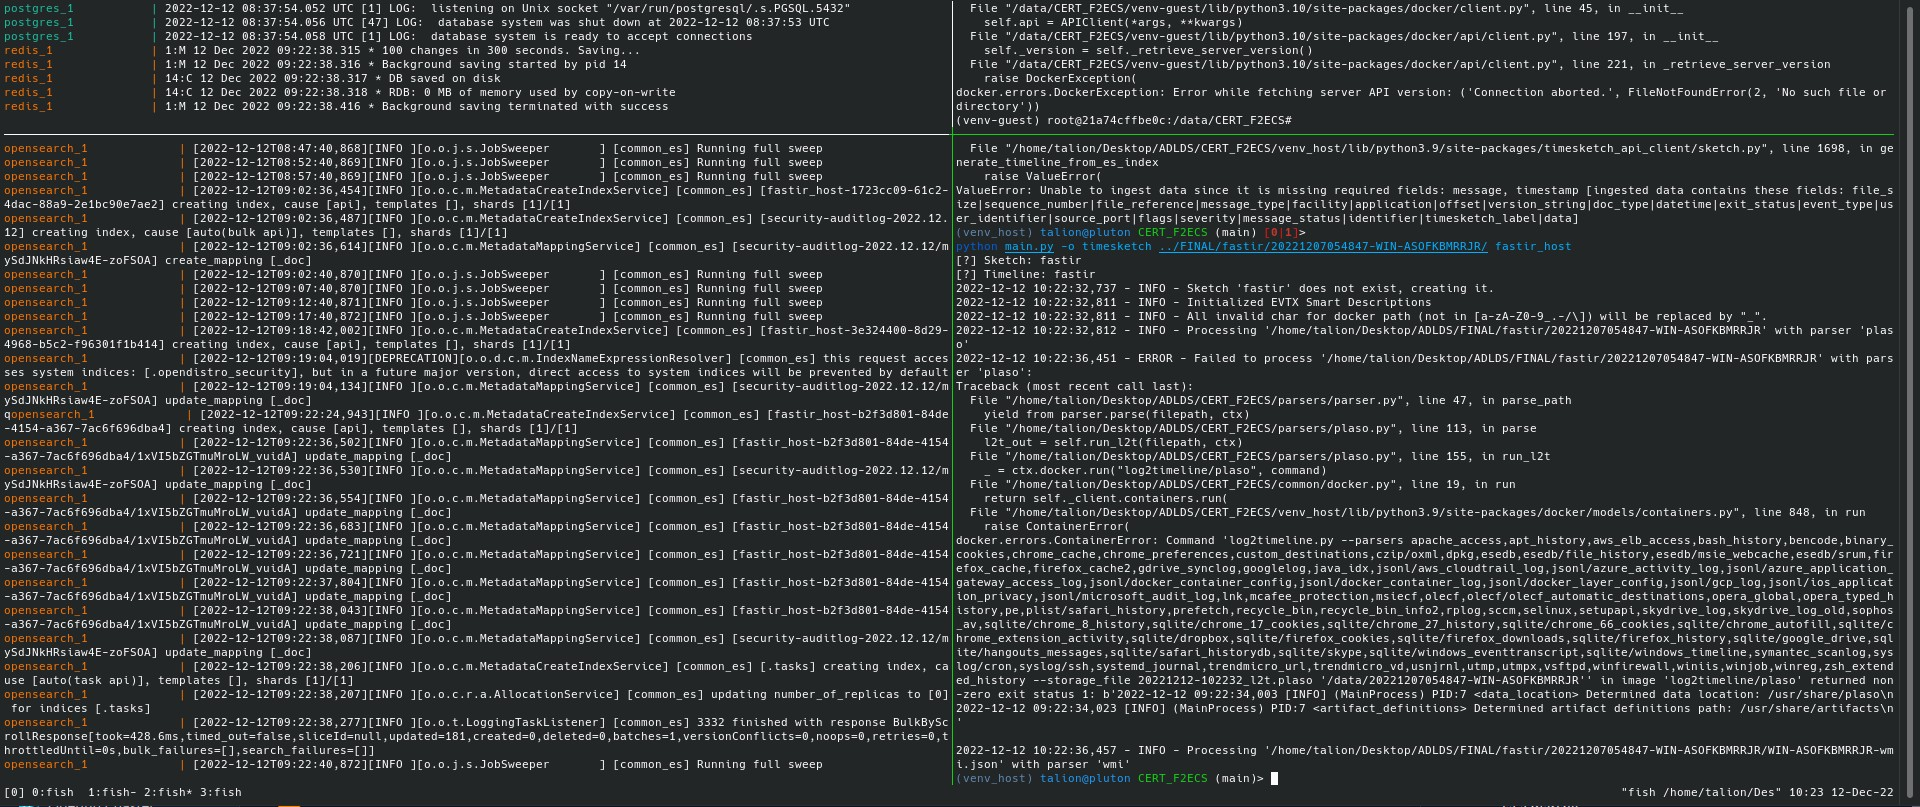 postgres_1           | 2022-12-12 08:37:54.052 UTC [1] LOG:  listening on Unix socket "/var/run/postgresql/.s.PGSQL.5432"
postgres_1           | 2022-12-12 08:37:54.056 UTC [47] LOG:  database system was shut down at 2022-12-12 08:37:53 UTC
postgres_1           | 2022-12-12 08:37:54.058 UTC [1] LOG:  database system is ready to accept connections
redis_1              | 1:M 12 Dec 2022 09:22:38.315 * 100 changes in 300 seconds. Saving...
redis_1              | 1:M 12 Dec 2022 09:22:38.316 * Background saving started by pid 14
redis_1              | 14:C 12 Dec 2022 09:22:38.317 * DB saved on disk
redis_1              | 14:C 12 Dec 2022 09:22:38.318 * RDB: 0 MB of memory used by copy-on-write
redis_1              | 1:M 12 Dec 2022 09:22:38.416 * Background saving terminated with success
opensearch_1             | [2022-12-12T08:47:40,868][INFO ][o.o.j.s.JobSweeper       ] [common_es] Running full sweep
opensearch_1             | [2022-12-12T08:52:40,869][INFO ][o.o.j.s.JobSweeper       ] [common_es] Running full sweep
opensearch_1             | [2022-12-12T08:57:40,869][INFO ][o.o.j.s.JobSweeper       ] [common_es] Running full sweep
opensearch_1             | [2022-12-12T09:02:36,454][INFO ][o.o.c.m.MetadataCreateIndexService] [common_es] [fastir_host-1723cc09-61c2-
4dac-88a9-2e1bc90e7ae2] creating index, cause [api], templates [], shards [1]/[1]
opensearch_1             | [2022-12-12T09:02:36,487][INFO ][o.o.c.m.MetadataCreateIndexService] [common_es] [security-auditlog-2022.12.
12] creating index, cause [auto(bulk api)], templates [], shards [1]/[1]
opensearch_1             | [2022-12-12T09:02:36,614][INFO ][o.o.c.m.MetadataMappingService] [common_es] [security-auditlog-2022.12.12/m
ySdJNkHRsiaw4E-zoFSOA] create_mapping [_doc]
opensearch_1             | [2022-12-12T09:02:40,870][INFO ][o.o.j.s.JobSweeper       ] [common_es] Running full sweep
opensearch_1             | [2022-12-12T09:07:40,870][INFO ][o.o.j.s.JobSweeper       ] [common_es] Running full sweep
opensearch_1             | [2022-12-12T09:12:40,871][INFO ][o.o.j.s.JobSweeper       ] [common_es] Running full sweep
opensearch_1             | [2022-12-12T09:17:40,872][INFO ][o.o.j.s.JobSweeper       ] [common_es] Running full sweep
opensearch_1             | [2022-12-12T09:18:42,002][INFO ][o.o.c.m.MetadataCreateIndexService] [common_es] [fastir_host-3e324400-8d29-
4968-b5c2-f96301f1b414] creating index, cause [api], templates [], shards [1]/[1]
opensearch_1             | [2022-12-12T09:19:04,019][DEPRECATION][o.o.d.c.m.IndexNameExpressionResolver] [common_es] this request acces
ses system indices: [.opendistro_security], but in a future major version, direct access to system indices will be prevented by default
opensearch_1             | [2022-12-12T09:19:04,134][INFO ][o.o.c.m.MetadataMappingService] [common_es] [security-auditlog-2022.12.12/m
ySdJNkHRsiaw4E-zoFSOA] update_mapping [_doc]
qopensearch_1             | [2022-12-12T09:22:24,943][INFO ][o.o.c.m.MetadataCreateIndexService] [common_es] [fastir_host-b2f3d801-84de
-4154-a367-7ac6f696dba4] creating index, cause [api], templates [], shards [1]/[1]
opensearch_1             | [2022-12-12T09:22:36,502][INFO ][o.o.c.m.MetadataMappingService] [common_es] [fastir_host-b2f3d801-84de-4154
-a367-7ac6f696dba4/1xVI5bZGTmuMroLW_vuidA] update_mapping [_doc]
opensearch_1             | [2022-12-12T09:22:36,530][INFO ][o.o.c.m.MetadataMappingService] [common_es] [security-auditlog-2022.12.12/m
ySdJNkHRsiaw4E-zoFSOA] update_mapping [_doc]
opensearch_1             | [2022-12-12T09:22:36,554][INFO ][o.o.c.m.MetadataMappingService] [common_es] [fastir_host-b2f3d801-84de-4154
-a367-7ac6f696dba4/1xVI5bZGTmuMroLW_vuidA] update_mapping [_doc]
opensearch_1             | [2022-12-12T09:22:36,683][INFO ][o.o.c.m.MetadataMappingService] [common_es] [fastir_host-b2f3d801-84de-4154
-a367-7ac6f696dba4/1xVI5bZGTmuMroLW_vuidA] update_mapping [_doc]
opensearch_1             | [2022-12-12T09:22:36,721][INFO ][o.o.c.m.MetadataMappingService] [common_es] [fastir_host-b2f3d801-84de-4154
-a367-7ac6f696dba4/1xVI5bZGTmuMroLW_vuidA] update_mapping [_doc]
opensearch_1             | [2022-12-12T09:22:37,804][INFO ][o.o.c.m.MetadataMappingService] [common_es] [fastir_host-b2f3d801-84de-4154
-a367-7ac6f696dba4/1xVI5bZGTmuMroLW_vuidA] update_mapping [_doc]
opensearch_1             | [2022-12-12T09:22:38,043][INFO ][o.o.c.m.MetadataMappingService] [common_es] [fastir_host-b2f3d801-84de-4154
-a367-7ac6f696dba4/1xVI5bZGTmuMroLW_vuidA] update_mapping [_doc]
opensearch_1             | [2022-12-12T09:22:38,087][INFO ][o.o.c.m.MetadataMappingService] [common_es] [security-auditlog-2022.12.12/m
ySdJNkHRsiaw4E-zoFSOA] update_mapping [_doc]
opensearch_1             | [2022-12-12T09:22:38,206][INFO ][o.o.c.m.MetadataCreateIndexService] [common_es] [.tasks] creating index, ca
use [auto(task api)], templates [], shards [1]/[1]
opensearch_1             | [2022-12-12T09:22:38,207][INFO ][o.o.c.r.a.AllocationService] [common_es] updating number_of_replicas to [0]
 for indices [.tasks]
opensearch_1             | [2022-12-12T09:22:38,277][INFO ][o.o.t.LoggingTaskListener] [common_es] 3332 finished with response BulkBySc
rollResponse[took=428.6ms,timed_out=false,sliceId=null,updated=181,created=0,deleted=0,batches=1,versionConflicts=0,noops=0,retries=0,t
hrottledUntil=0s,bulk_failures=[],search_failures=[]]
opensearch_1             | [2022-12-12T09:22:40,872][INFO ][o.o.j.s.JobSweeper       ] [common_es] Running full sweep
  File "/data/CERT_F2ECS/venv-guest/lib/python3.10/site-packages/docker/client.py", line 45, in __init__
    self.api = APIClient(*args, **kwargs)
  File "/data/CERT_F2ECS/venv-guest/lib/python3.10/site-packages/docker/api/client.py", line 197, in __init__
    self._version = self._retrieve_server_version()
  File "/data/CERT_F2ECS/venv-guest/lib/python3.10/site-packages/docker/api/client.py", line 221, in _retrieve_server_version
    raise DockerException(
docker.errors.DockerException: Error while fetching server API version: ('Connection aborted.', FileNotFoundError(2, 'No such file or
directory'))
(venv-guest) root@21a74cffbe0c:/data/CERT_F2ECS#
  File "/home/talion/Desktop/ADLDS/CERT_F2ECS/venv_host/lib/python3.9/site-packages/timesketch_api_client/sketch.py", line 1698, in ge
nerate_timeline_from_es_index
    raise ValueError(
ValueError: Unable to ingest data since it is missing required fields: message, timestamp [ingested data contains these fields: file_s
ize|sequence_number|file_reference|message_type|facility|application|offset|version_string|doc_type|datetime|exit_status|event_type|us
er_identifier|source_port|flags|severity|message_status|identifier|timesketch_label|data]
(venv_host) talion@pluton CERT_F2ECS (main) [0|1]>
python main.py -o timesketch ../FINAL/fastir/20221207054847-WIN-ASOFKBMRRJR/ fastir_host
[?] Sketch: fastir
[?] Timeline: fastir
2022-12-12 10:22:32,737 - INFO - Sketch 'fastir' does not exist, creating it.
2022-12-12 10:22:32,811 - INFO - Initialized EVTX Smart Descriptions
2022-12-12 10:22:32,811 - INFO - All invalid char for docker path (not in [a-zA-Z0-9_.-/\]) will be replaced by "_".
2022-12-12 10:22:32,812 - INFO - Processing '/home/talion/Desktop/ADLDS/FINAL/fastir/20221207054847-WIN-ASOFKBMRRJR' with parser 'plas
o'
2022-12-12 10:22:36,451 - ERROR - Failed to process '/home/talion/Desktop/ADLDS/FINAL/fastir/20221207054847-WIN-ASOFKBMRRJR' with pars
er 'plaso':
Traceback (most recent call last):
  File "/home/talion/Desktop/ADLDS/CERT_F2ECS/parsers/parser.py", line 47, in parse_path
    yield from parser.parse(filepath, ctx)
  File "/home/talion/Desktop/ADLDS/CERT_F2ECS/parsers/plaso.py", line 113, in parse
    l2t_out = self.run_l2t(filepath, ctx)
  File "/home/talion/Desktop/ADLDS/CERT_F2ECS/parsers/plaso.py", line 155, in run_l2t
    _ = ctx.docker.run("log2timeline/plaso", command)
  File "/home/talion/Desktop/ADLDS/CERT_F2ECS/common/docker.py", line 19, in run
    return self._client.containers.run(
  File "/home/talion/Desktop/ADLDS/CERT_F2ECS/venv_host/lib/python3.9/site-packages/docker/models/containers.py", line 848, in run
    raise ContainerError(
docker.errors.ContainerError: Command 'log2timeline.py --parsers apache_access,apt_history,aws_elb_access,bash_history,bencode,binary_
cookies,chrome_cache,chrome_preferences,custom_destinations,czip/oxml,dpkg,esedb,esedb/file_history,esedb/msie_webcache,esedb/srum,fir
efox_cache,firefox_cache2,gdrive_synclog,googlelog,java_idx,jsonl/aws_cloudtrail_log,jsonl/azure_activity_log,jsonl/azure_application_
gateway_access_log,jsonl/docker_container_config,jsonl/docker_container_log,jsonl/docker_layer_config,jsonl/gcp_log,jsonl/ios_applicat
ion_privacy,jsonl/microsoft_audit_log,lnk,mcafee_protection,msiecf,olecf,olecf/olecf_automatic_destinations,opera_global,opera_typed_h
istory,pe,plist/safari_history,prefetch,recycle_bin,recycle_bin_info2,rplog,sccm,selinux,setupapi,skydrive_log,skydrive_log_old,sophos
_av,sqlite/chrome_8_history,sqlite/chrome_17_cookies,sqlite/chrome_27_history,sqlite/chrome_66_cookies,sqlite/chrome_autofill,sqlite/c
hrome_extension_activity,sqlite/dropbox,sqlite/firefox_cookies,sqlite/firefox_downloads,sqlite/firefox_history,sqlite/google_drive,sql
ite/hangouts_messages,sqlite/safari_historydb,sqlite/skype,sqlite/windows_eventtranscript,sqlite/windows_timeline,symantec_scanlog,sys
log/cron,syslog/ssh,systemd_journal,trendmicro_url,trendmicro_vd,usnjrnl,utmp,utmpx,vsftpd,winfirewall,winiis,winjob,winreg,zsh_extend
ed_history --storage_file 20221212-102232_l2t.plaso '/data/20221207054847-WIN-ASOFKBMRRJR'' in image 'log2timeline/plaso' returned non
-zero exit status 1: b'2022-12-12 09:22:34,003 [INFO] (MainProcess) PID:7 <data_location> Determined data location: /usr/share/plaso\n
2022-12-12 09:22:34,023 [INFO] (MainProcess) PID:7 <artifact_definitions> Determined artifact definitions path: /usr/share/artifacts\n
'
2022-12-12 10:22:36,457 - INFO - Processing '/home/talion/Desktop/ADLDS/FINAL/fastir/20221207054847-WIN-ASOFKBMRRJR/WIN-ASOFKBMRRJR-wm
i.json' with parser 'wmi'
(venv_host) talion@pluton CERT_F2ECS (main)>
[0] 0:fish  1:fish- 2:fish* 3:fish
"fish /home/talion/Des" 10:23 12-Dec-22